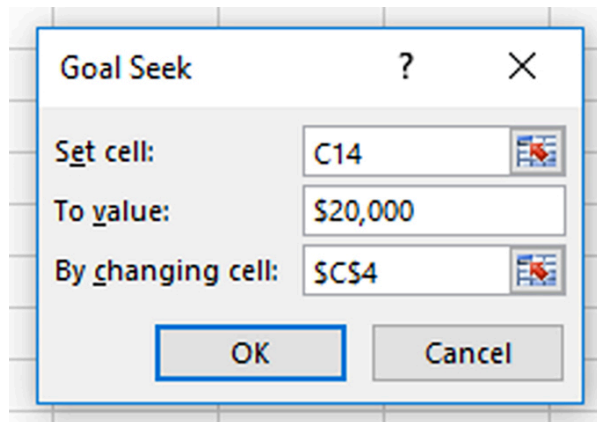 Goal Seek ?
Set cell: C14
To value: $20,000
By changing cell: $C$4
OK Cancel